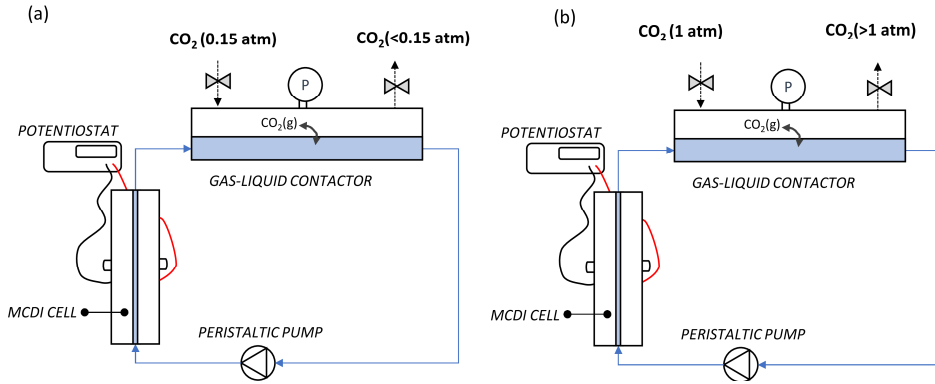 (a)
CO2 (0.15 atm)
CO2(<0.15 atm)
P
CO2(g)
POTENTIOSTAT
GAS-LIQUID CONTACTOR
MCDI CELL
PERISTALTIC PUMP
(b)
CO2 (1 atm)
CO2(>1 atm)
P
CO2(g)
POTENTIOSTAT
GAS-LIQUID CONTACTOR
MCDI CELL
PERISTALTIC PUMP